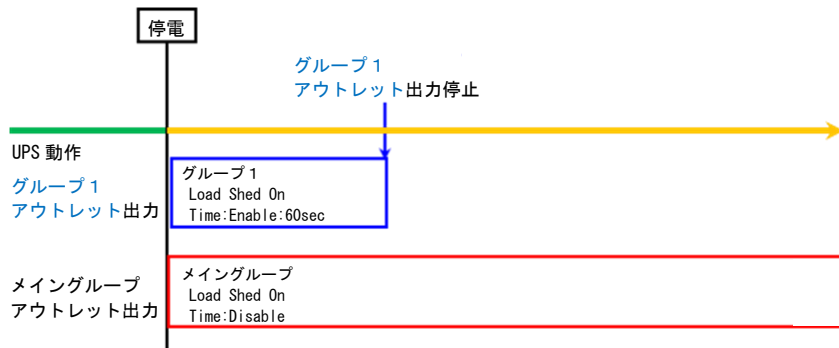 停電
グループ１
アウトレット出力停止
UPS 動作
グループ１
アウトレット出力
グループ１
Load Shed On
Time:Enable:60sec
メイングループ
アウトレット出力
メイングループ
Load Shed On
Time:Disable